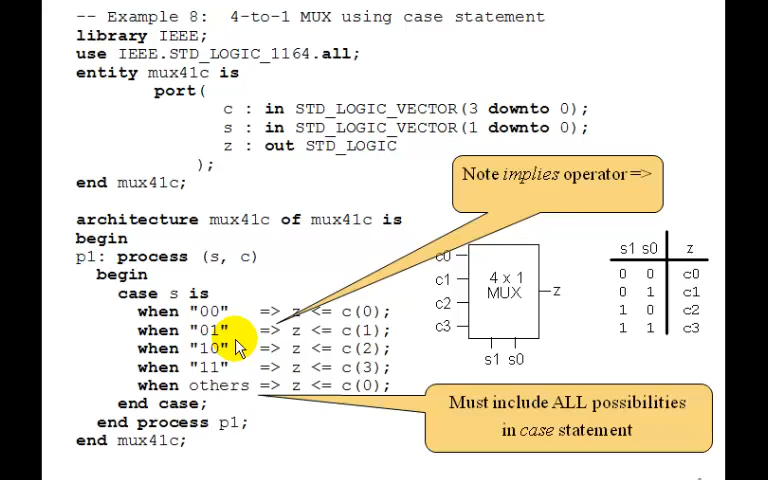 -- Example 8:  4-to-1 MUX using case statement
library IEEE;
use IEEE.STD_LOGIC_1164.all;
entity mux41c is
port(
c : in STD_LOGIC_VECTOR(3 downto 0);
s : in STD_LOGIC_VECTOR(1 downto 0);
z : out STD_LOGIC
);
end mux41c;
Note implies operator =>
architecture mux41c of mux41c is
begin
p1: process (s, c)
begin
case s is
when "00"   => z <= c(0);
when "01"   => z <= c(1);
when "10"   => z <= c(2);
when "11"   => z <= c(3);
when others => z <= c(0);
end case;
end process p1;
end mux41c;
c0
c1
c2
c3
4 x 1
MUX
z
s1 s0
s1 s0 z
0 0 c0
0 1 c1
1 0 c2
1 1 c3
Must include ALL possibilities
in case statement